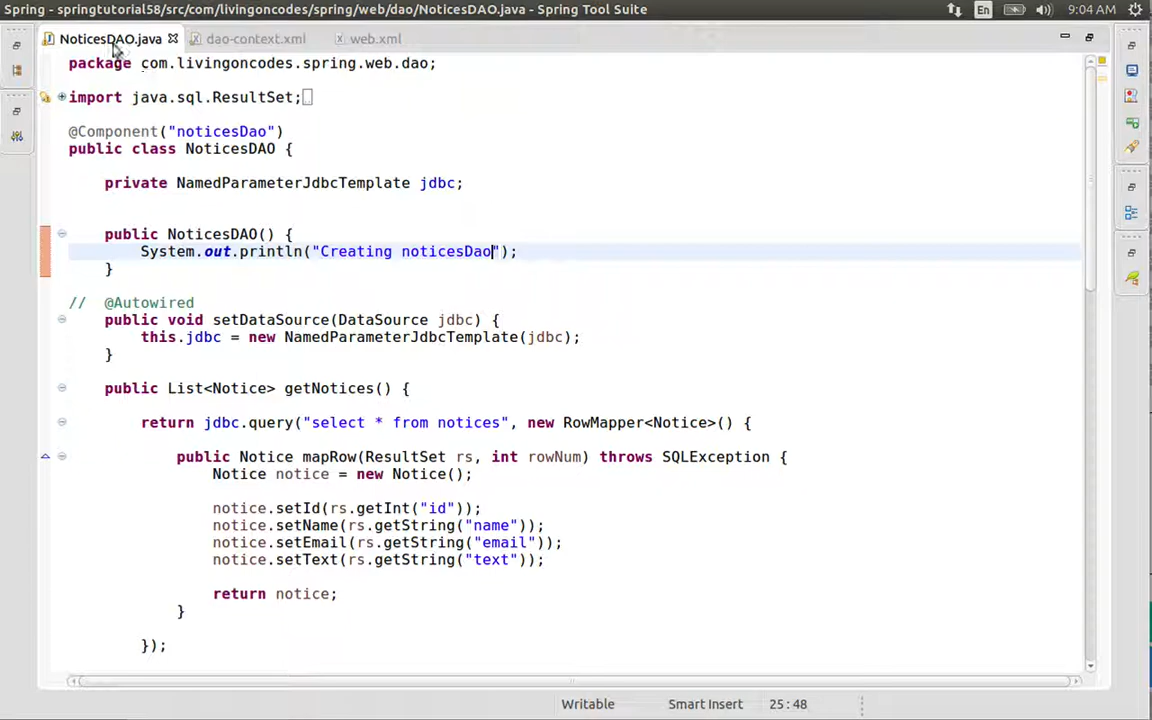 Spring - springtutorial58/src/com/livingoncodes/spring/web/dao/NoticesDAO.java - Spring Tool Suite
En
9:04 AM
NoticesDAO.java
dao-context.xml
web.xml
package com.livingoncodes.spring.web.dao;
import java.sql.ResultSet;
@Component("noticesDao")
public class NoticesDAO {
private NamedParameterJdbcTemplate jdbc;
public NoticesDAO() {
System.out.println("Creating noticesDao");
}
// @Autowired
public void setDataSource(DataSource jdbc) {
this.jdbc = new NamedParameterJdbcTemplate(jdbc);
}
public List<Notice> getNotices() {
return jdbc.query("select * from notices", new RowMapper<Notice>() {
public Notice mapRow(ResultSet rs, int rowNum) throws SQLException {
Notice notice = new Notice();
notice.setId(rs.getInt("id"));
notice.setName(rs.getString("name"));
notice.setEmail(rs.getString("email"));
notice.setText(rs.getString("text"));
return notice;
}
});
Writable
Smart Insert
25 : 48